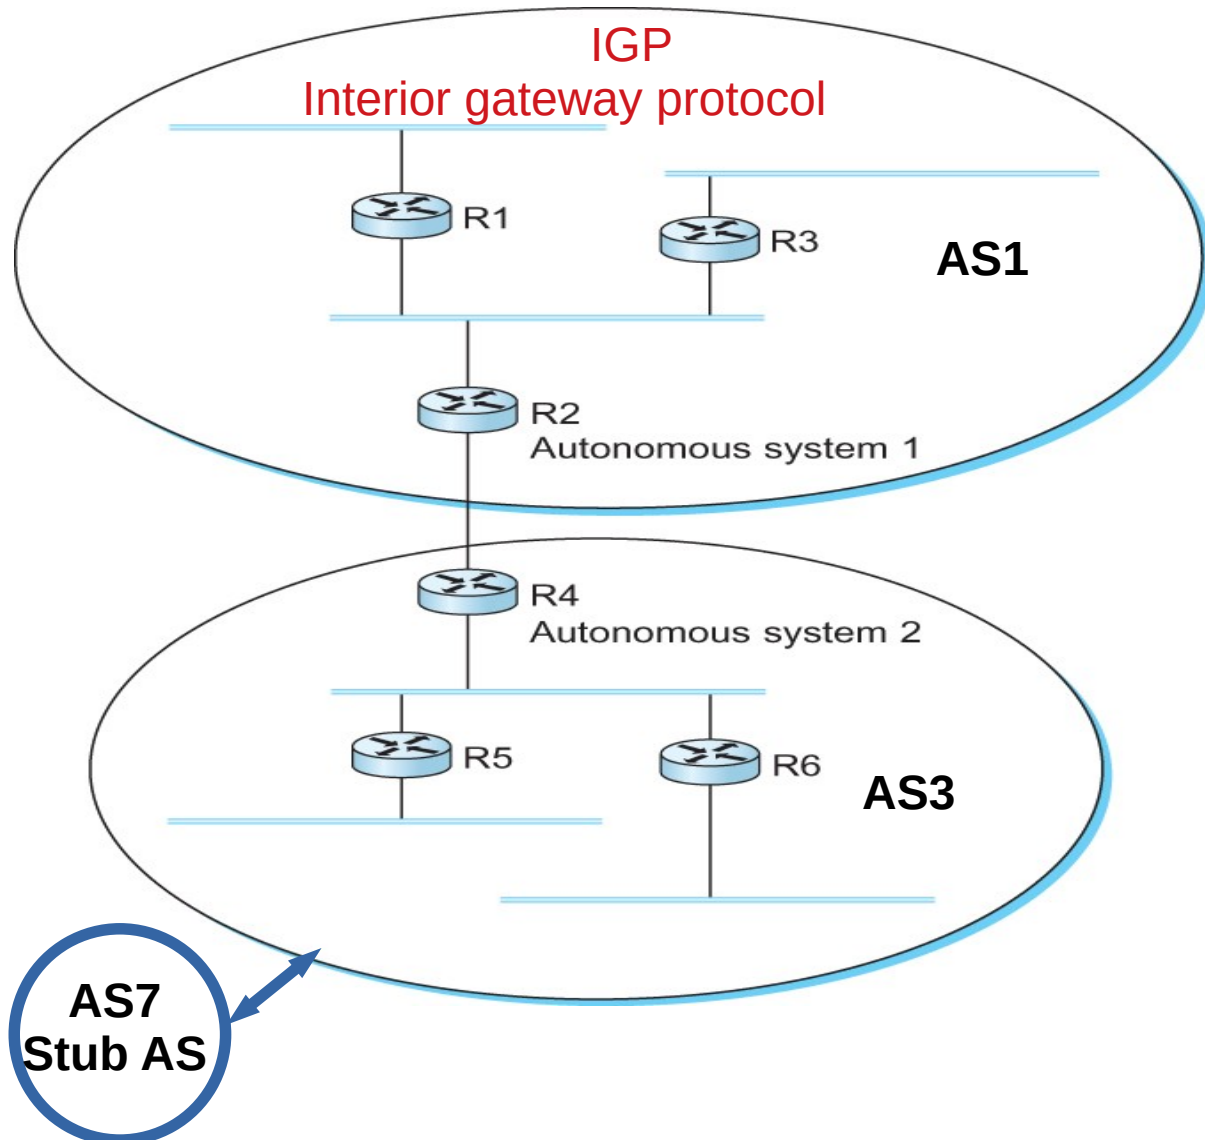 IGP
Interior gateway protocol
R1
R3
AS1
R2
Autonomous system 1
R4
Autonomous system 2
R5
R6
AS3
AS7
Stub AS